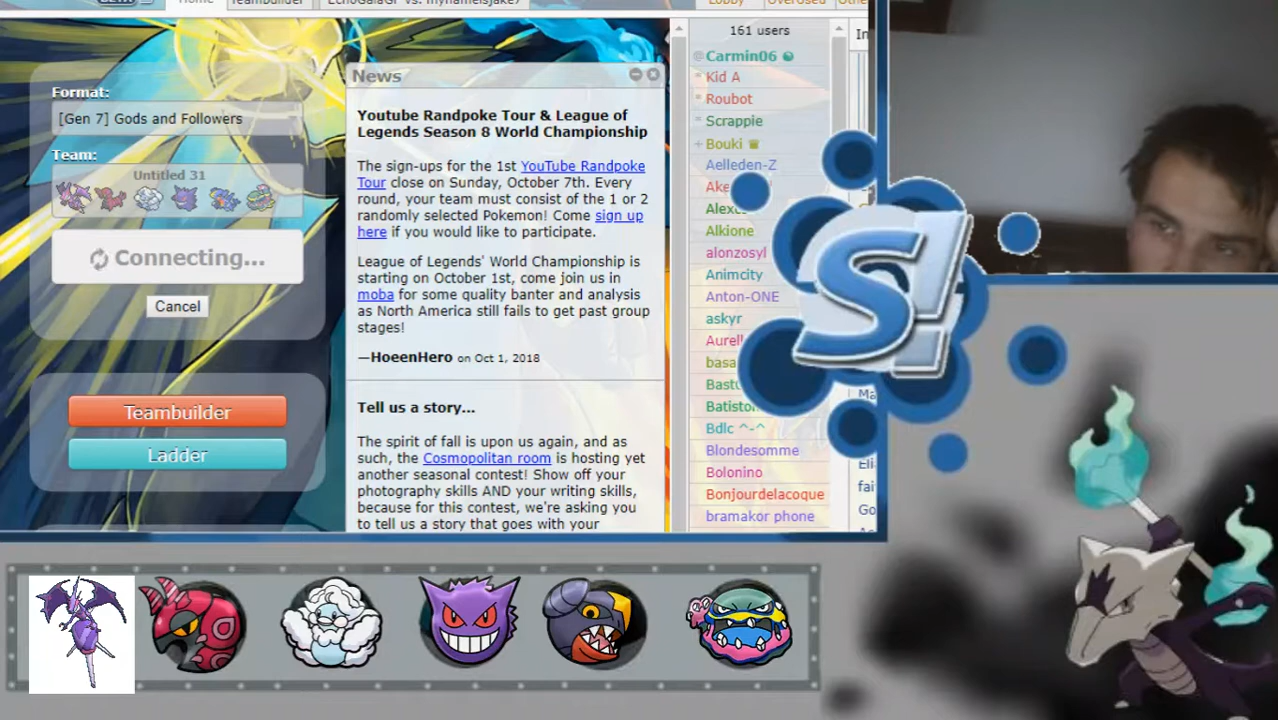 Home
Teambuilder
EchoGalaGF vs. mynameisjake7
Lobby
Overused
Format:
[Gen 7] Gods and Followers
Team:
Untitled 31
Connecting...
Cancel
Teambuilder
Ladder
News
Youtube Randpoke Tour & League of
Legends Season 8 World Championship
The sign-ups for the 1st YouTube Randpoke
Tour close on Sunday, October 7th. Every
round, your team must consist of the 1 or 2
randomly selected Pokemon! Come sign up
here if you would like to participate.
League of Legends' World Championship is
starting on October 1st, come join us in
moba for some quality banter and analysis
as North America still fails to get past group
stages!
—HoeenHero on Oct 1, 2018
Tell us a story...
The spirit of fall is upon us again, and as
such, the Cosmopolitan room is hosting yet
another seasonal contest! Show off your
photography skills AND your writing skills,
because for this contest, we're asking you
to tell us a story that goes with your
161 users
@Carmin06
*Kid A
*Roubot
*Scrappie
+Bouki
Aelleden-Z
Alkione
alonzosyl
Animcity
Anton-ONE
askyr
Bdlc ^-^
Blondesomme
Bolonino
Bonjourdelacoque
bramakor phone
S!